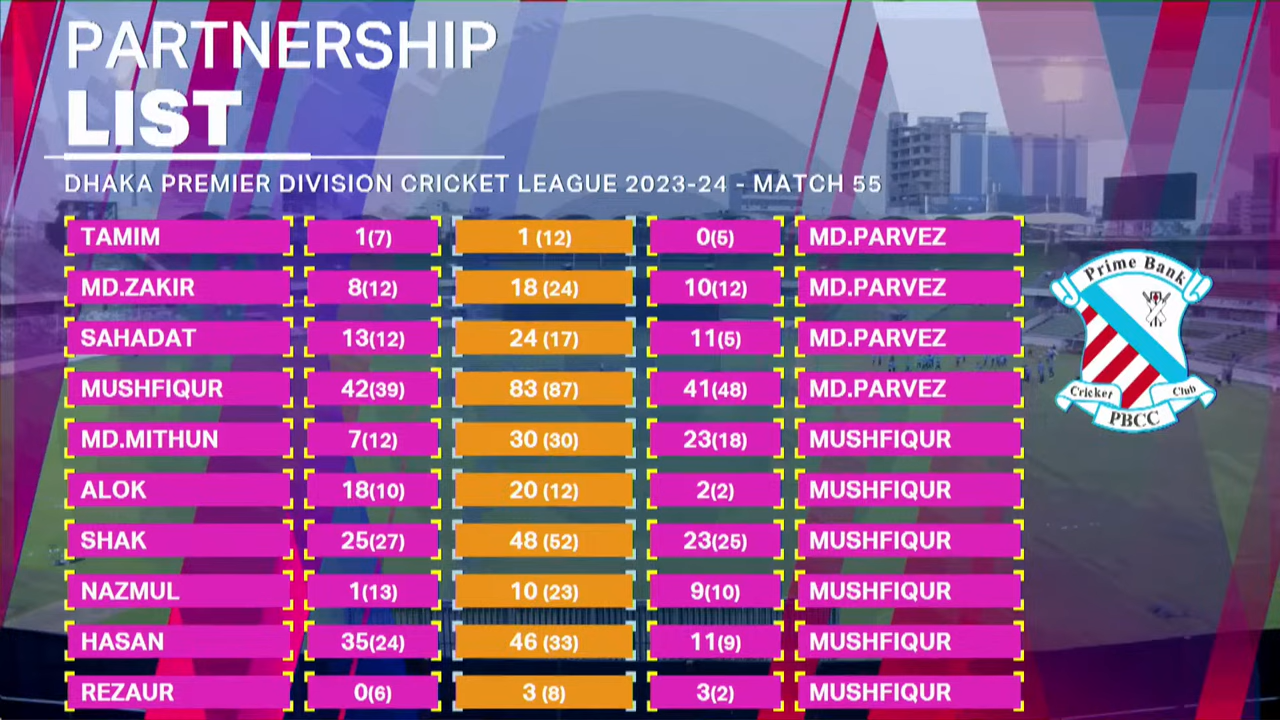 PARTNERSHIP
LIST
DHAKA PREMIER DIVISION CRICKET LEAGUE 2023-24 - MATCH 55
TAMIM 1(7) 1 (12) 0(5) MD.PARVEZ
MD.ZAKIR 8(12) 18 (24) 10(12) MD.PARVEZ
SAHADAT 13(12) 24 (17) 11(5) MD.PARVEZ
MUSHFIQUR 42(39) 83 (87) 41(48) MD.PARVEZ
MD.MITHUN 7(12) 30 (30) 23(18) MUSHFIQUR
ALOK 18(10) 20 (12) 2(2) MUSHFIQUR
SHAK 25(27) 48 (52) 23(25) MUSHFIQUR
NAZMUL 1(13) 10 (23) 9(10) MUSHFIQUR
HASAN 35(24) 46 (33) 11(9) MUSHFIQUR
REZAUR 0(6) 3 (8) 3(2) MUSHFIQUR
Prime Bank
Cricket Club
PBCC